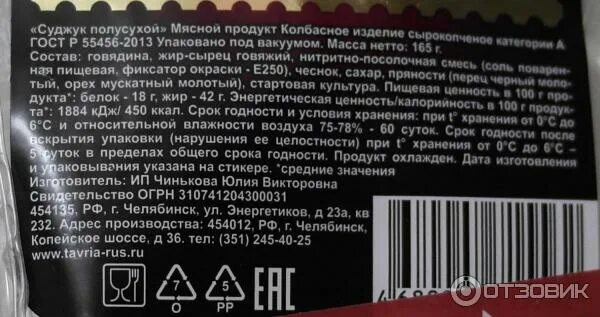 «Суджук полусухой» Мясной продукт Колбасное изделие сырокопченое категории А
ГОСТ Р 55456-2013 Упаковано под вакуумом. Масса нетто: 165 г.
Состав: говядина, жир-сырец говяжий, нитритно-посолочная смесь (соль поварен-
ная пищевая, фиксатор окраски - Е250), чеснок, сахар, пряности (перец черный моло-
тый, орех мускатный молотый), стартовая культура. Пищевая ценность в 100 г про-
дукта*: белок - 18 г, жир - 42 г. Энергетическая ценность/калорийность в 100 г продук-
та*: 1884 кДж/ 450 ккал. Срок годности и условия хранения: при t° хранения от 0°С до
6°С и относительной влажности воздуха 75-78% - 60 суток. Срок годности после
вскрытия упаковки (нарушения ее целостности) при t° хранения от 0°С до 6°С –
5 суток в пределах общего срока годности. Продукт охлажден. Дата изготовления
и упаковывания указана на стикере. *средние значения
Изготовитель: ИП Чинькова Юлия Викторовна
Свидетельство ОГРН 310741204300031
454135, РФ, г. Челябинск, ул. Энергетиков, д 23а, кв
232. Адрес производства: 454012, РФ, г. Челябинск,
Копейское шоссе, д 36. тел: (351) 245-40-25
www.tavria-rus.ru
7
O
5
PP
EAC
ОТЗОВИК